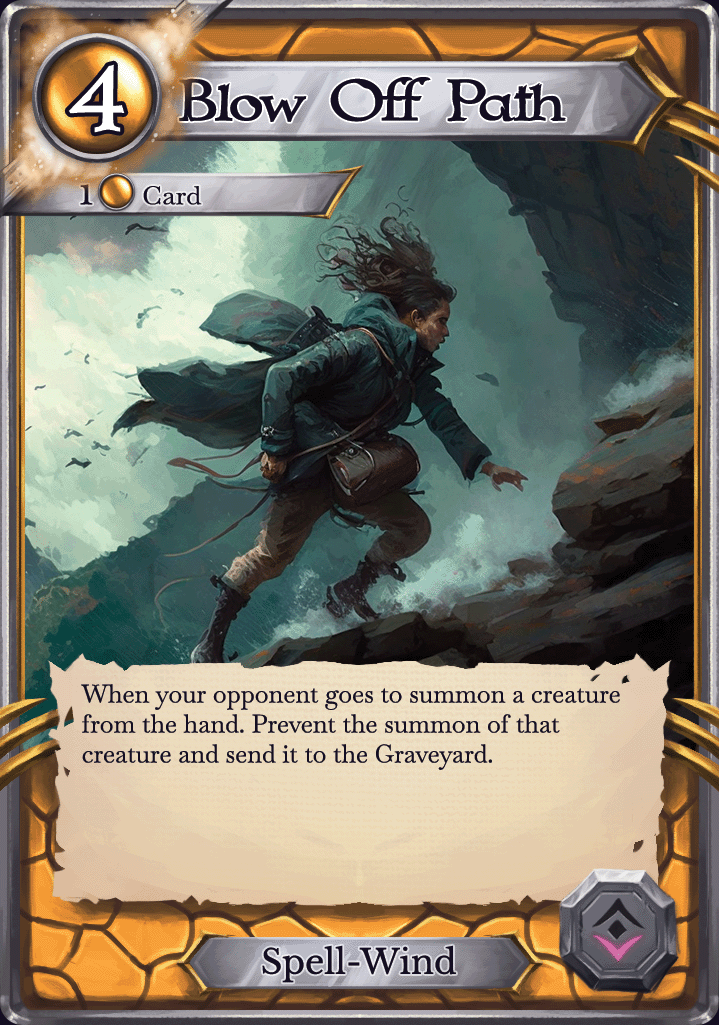 4
Blow Off Path
1 Card
When your opponent goes to summon a creature
from the hand. Prevent the summon of that
creature and send it to the Graveyard.
Spell-Wind